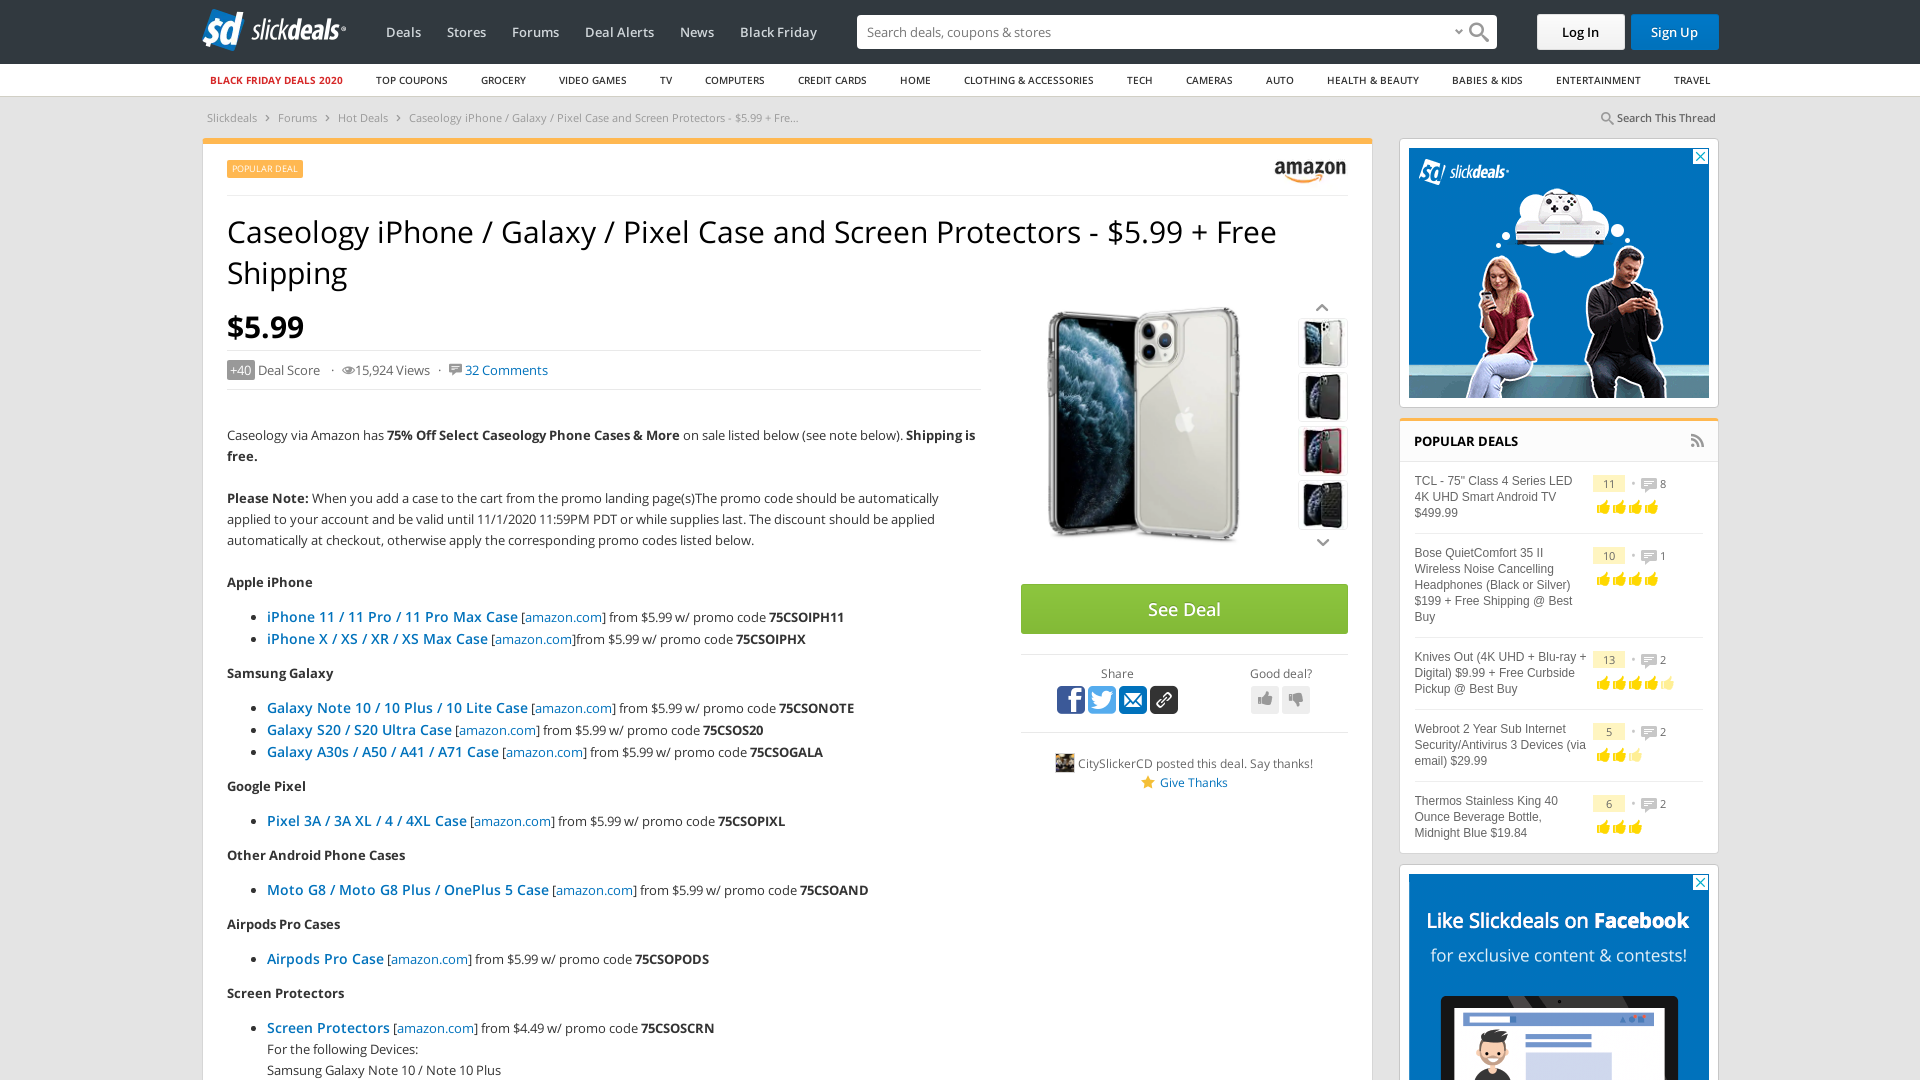 sd slickdeals
Deals Stores Forums Deal Alerts News Black Friday
Search deals, coupons & stores
Log In
Sign Up
BLACK FRIDAY DEALS 2020 TOP COUPONS GROCERY VIDEO GAMES TV COMPUTERS CREDIT CARDS HOME CLOTHING & ACCESSORIES TECH CAMERAS AUTO HEALTH & BEAUTY BABIES & KIDS ENTERTAINMENT TRAVEL
Slickdeals › Forums › Hot Deals › Caseology iPhone / Galaxy / Pixel Case and Screen Protectors - $5.99 + Fre...
Search This Thread
POPULAR DEAL
amazon
Caseology iPhone / Galaxy / Pixel Case and Screen Protectors - $5.99 + Free
Shipping
$5.99
+40 Deal Score · 15,924 Views · 32 Comments
Caseology via Amazon has 75% Off Select Caseology Phone Cases & More on sale listed below (see note below). Shipping is
free.
Please Note: When you add a case to the cart from the promo landing page(s)The promo code should be automatically
applied to your account and be valid until 11/1/2020 11:59PM PDT or while supplies last. The discount should be applied
automatically at checkout, otherwise apply the corresponding promo codes listed below.
Apple iPhone
• iPhone 11 / 11 Pro / 11 Pro Max Case [amazon.com] from $5.99 w/ promo code 75CSOIPH11
• iPhone X / XS / XR / XS Max Case [amazon.com]from $5.99 w/ promo code 75CSOIPHX
Samsung Galaxy
• Galaxy Note 10 / 10 Plus / 10 Lite Case [amazon.com] from $5.99 w/ promo code 75CSONOTE
• Galaxy S20 / S20 Ultra Case [amazon.com] from $5.99 w/ promo code 75CSOS20
• Galaxy A30s / A50 / A41 / A71 Case [amazon.com] from $5.99 w/ promo code 75CSOGALA
Google Pixel
• Pixel 3A / 3A XL / 4 / 4XL Case [amazon.com] from $5.99 w/ promo code 75CSOPIXL
Other Android Phone Cases
• Moto G8 / Moto G8 Plus / OnePlus 5 Case [amazon.com] from $5.99 w/ promo code 75CSOAND
Airpods Pro Cases
• Airpods Pro Case [amazon.com] from $5.99 w/ promo code 75CSOPODS
Screen Protectors
• Screen Protectors [amazon.com] from $4.49 w/ promo code 75CSOSCRN
For the following Devices:
Samsung Galaxy Note 10 / Note 10 Plus
See Deal
Share
Good deal?
CitySlickerCD posted this deal. Say thanks!
Give Thanks
sd slickdeals
POPULAR DEALS
TCL - 75" Class 4 Series LED
4K UHD Smart Android TV
$499.99
11 • 8
Bose QuietComfort 35 II
Wireless Noise Cancelling
Headphones (Black or Silver)
$199 + Free Shipping @ Best
Buy
10 • 1
Knives Out (4K UHD + Blu-ray +
Digital) $9.99 + Free Curbside
Pickup @ Best Buy
13 • 2
Webroot 2 Year Sub Internet
Security/Antivirus 3 Devices (via
email) $29.99
5 • 2
Thermos Stainless King 40
Ounce Beverage Bottle,
Midnight Blue $19.84
6 • 2
Like Slickdeals on Facebook
for exclusive content & contests!